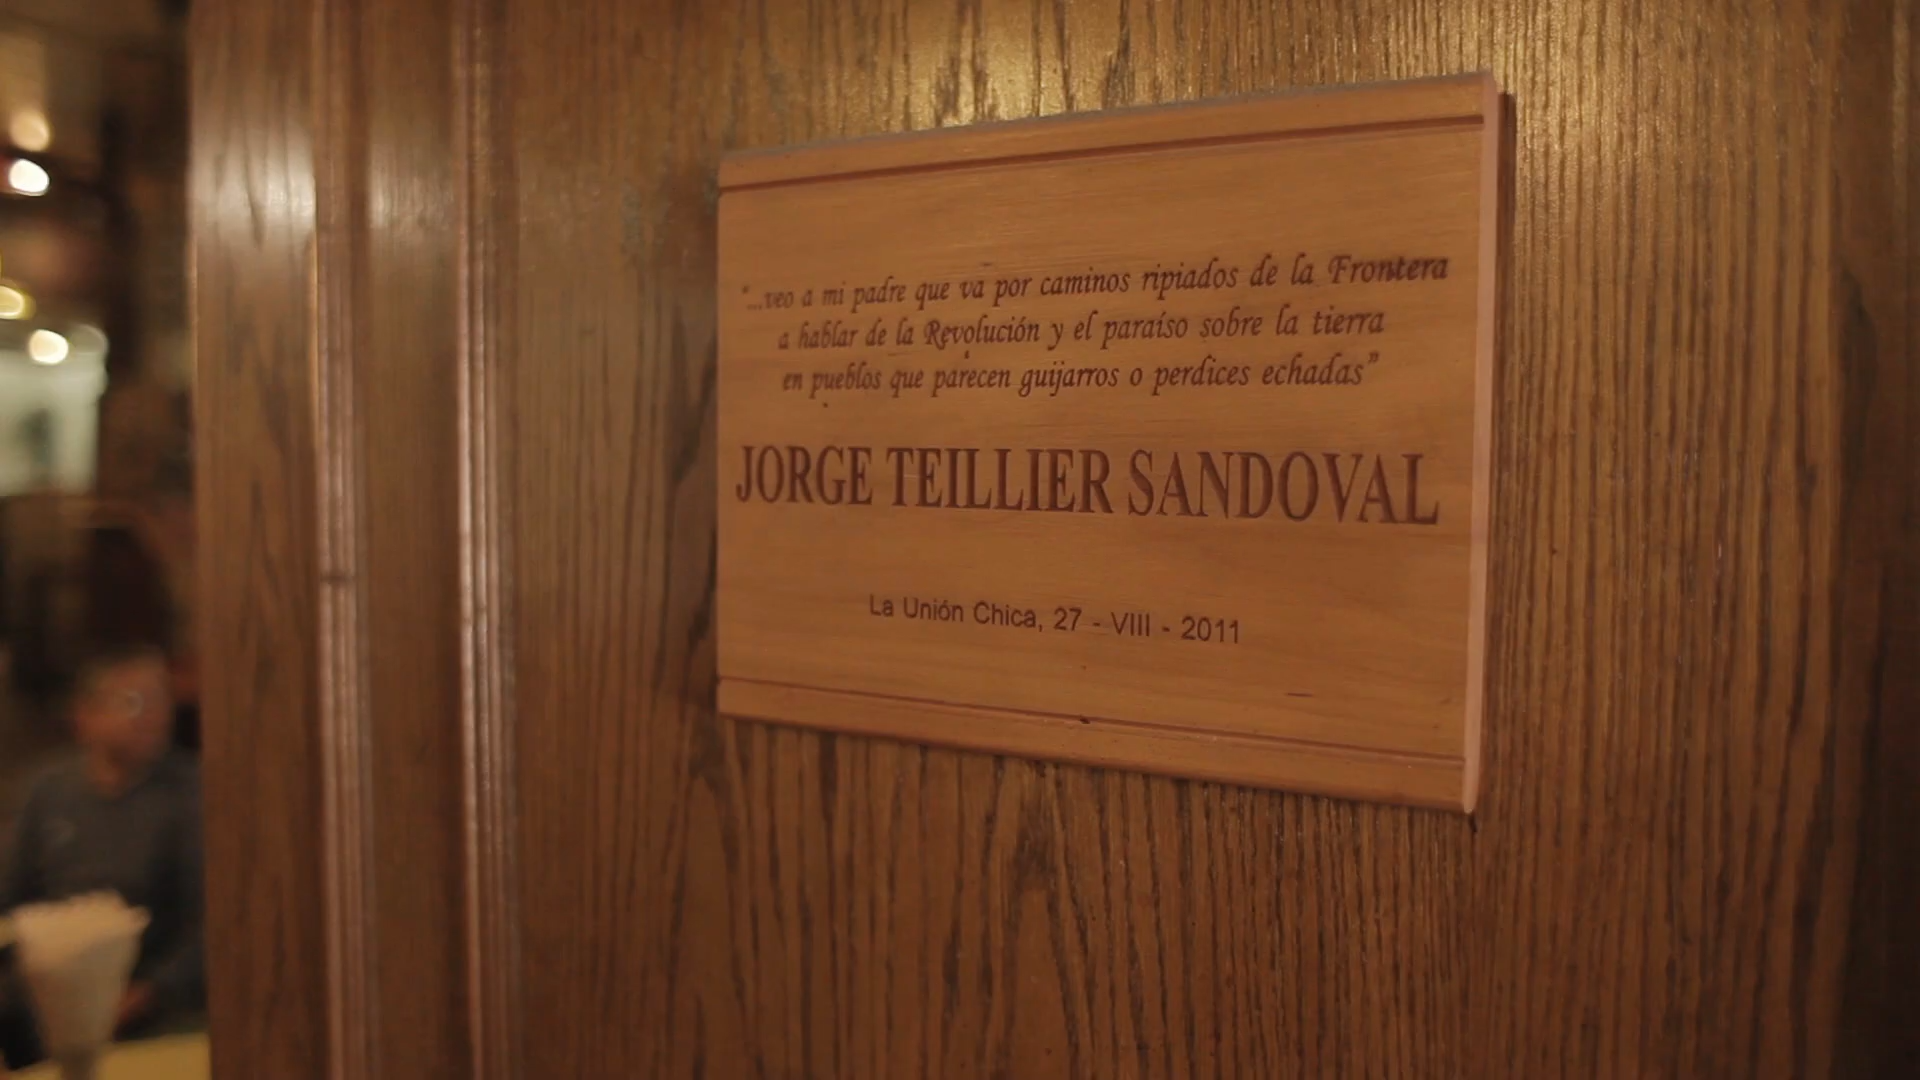 "...veo a mi padre que va por caminos ripiados de la Frontera
a hablar de la Revolución y el paraíso sobre la tierra
en pueblos que parecen guijarros o perdices echadas"
JORGE TEILLIER SANDOVAL
La Unión Chica, 27 - VIII - 2011